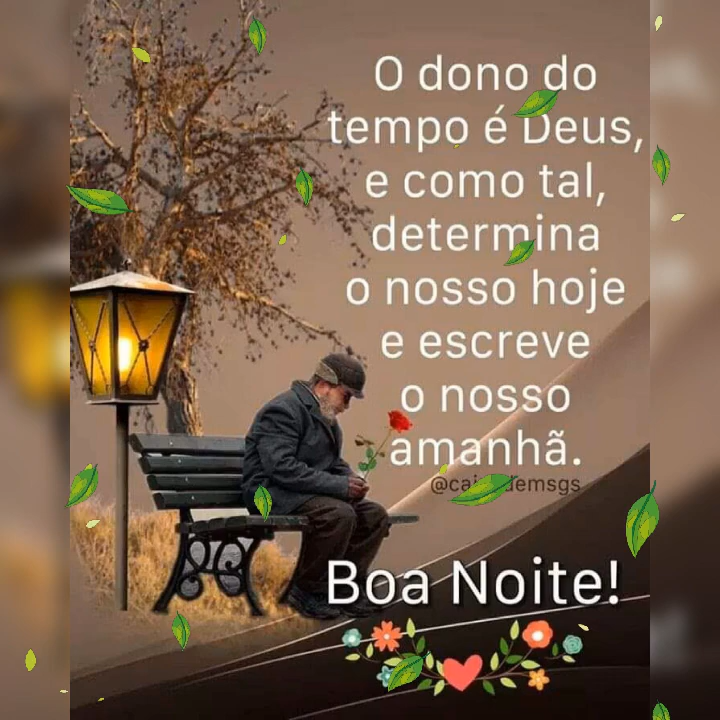 O dono do
tempo é Deus,
e como tal,
determina
o nosso hoje
e escreve
o nosso
amanhã.
Boa Noite!